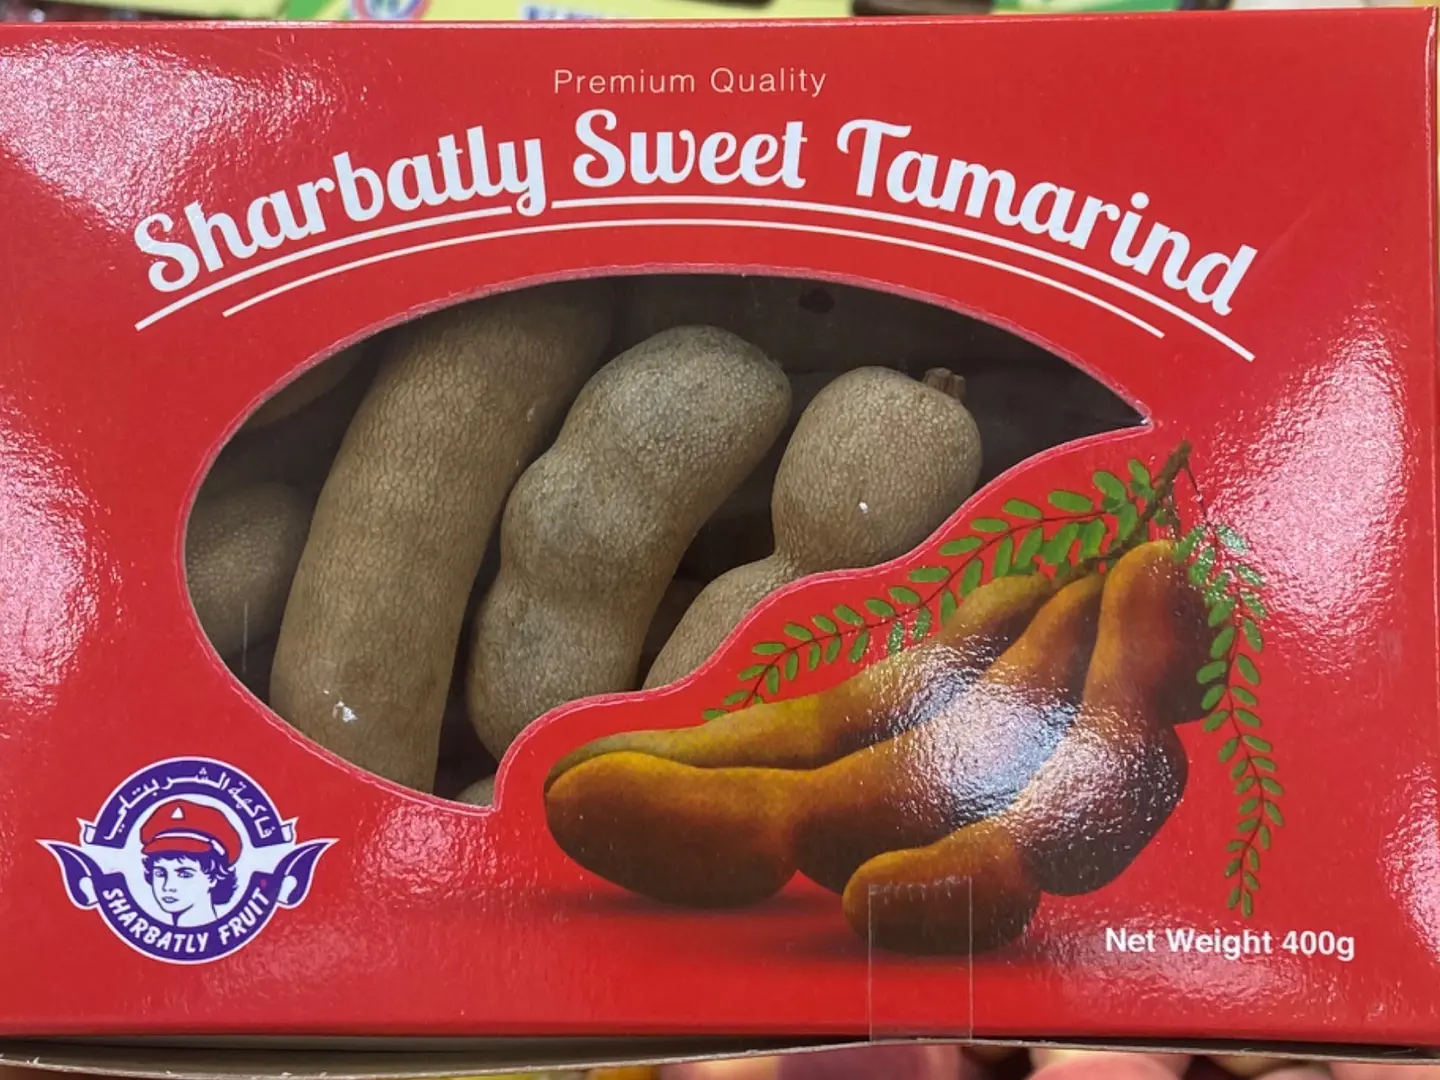 Premium Quality
Sharbatly Sweet Tamarind
فاكهة الشربتلي
SHARBATLY FRUIT
Net Weight 400g